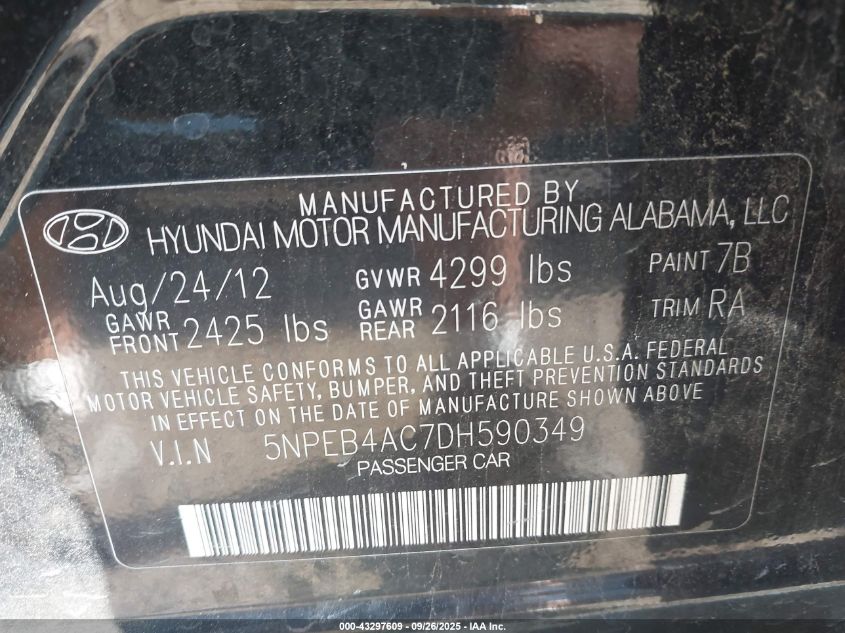 MANUFACTURED BY
HYUNDAI MOTOR MANUFACTURING ALABAMA, LLC
Aug/24/12 GVWR 4299 lbs PAINT 7B
GAWR FRONT 2425 lbs GAWR REAR 2116 lbs TRIM RA
THIS VEHICLE CONFORMS TO ALL APPLICABLE U.S.A. FEDERAL
MOTOR VEHICLE SAFETY, BUMPER, AND THEFT PREVENTION STANDARDS
IN EFFECT ON THE DATE OF MANUFACTURE SHOWN ABOVE
V.I.N 5NPEB4AC7DH590349
PASSENGER CAR
000-43297609 - 09/26/2025 - IAA Inc.